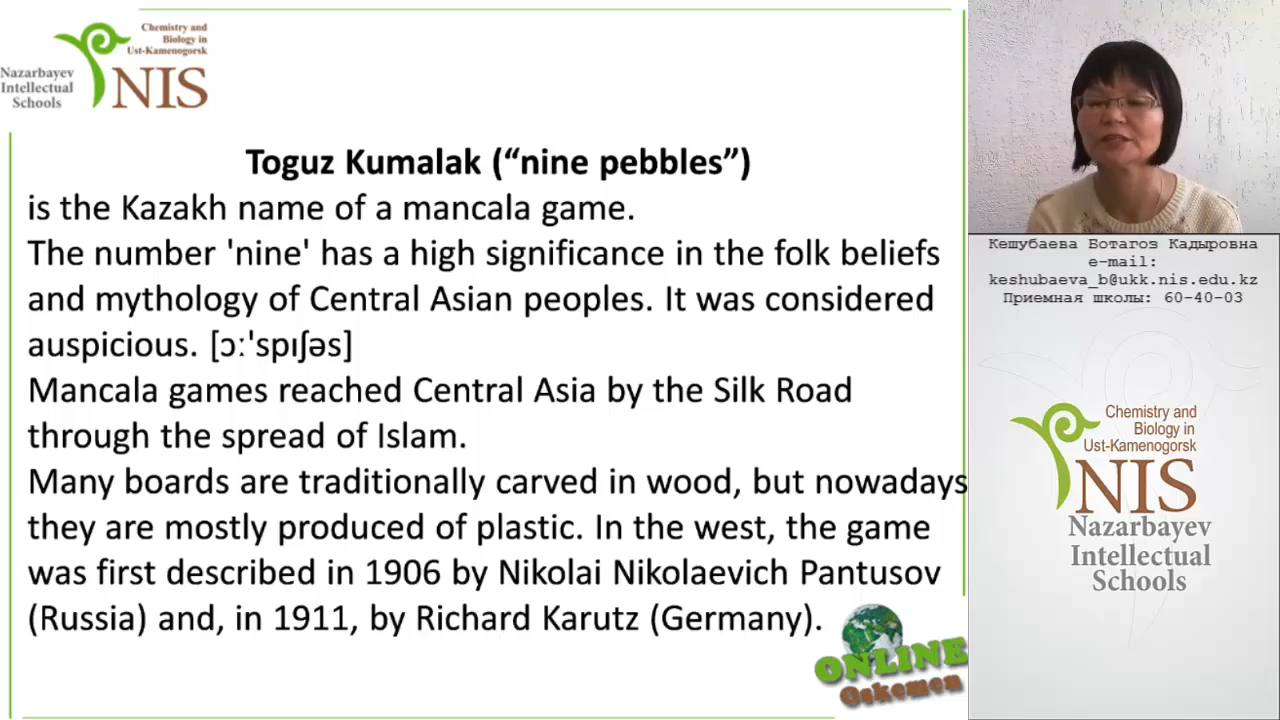 Chemistry and
Biology in
Ust-Kamenogorsk
Nazarbayev
Intellectual
Schools
NIS
Toguz Kumalak (“nine pebbles”)
is the Kazakh name of a mancala game.
The number 'nine' has a high significance in the folk beliefs
and mythology of Central Asian peoples. It was considered
auspicious. [ɔː'spɪʃəs]
Mancala games reached Central Asia by the Silk Road
through the spread of Islam.
Many boards are traditionally carved in wood, but nowadays
they are mostly produced of plastic. In the west, the game
was first described in 1906 by Nikolai Nikolaevich Pantusov
(Russia) and, in 1911, by Richard Karutz (Germany).
ONLINE
Oskemen
Кешубаева Ботагоз Кадыровна
e-mail:
keshubaeva_b@ukk.nis.edu.kz
Приемная школы: 60-40-03
Chemistry and
Biology in
Ust-Kamenogorsk
NIS
Nazarbayev
Intellectual
Schools